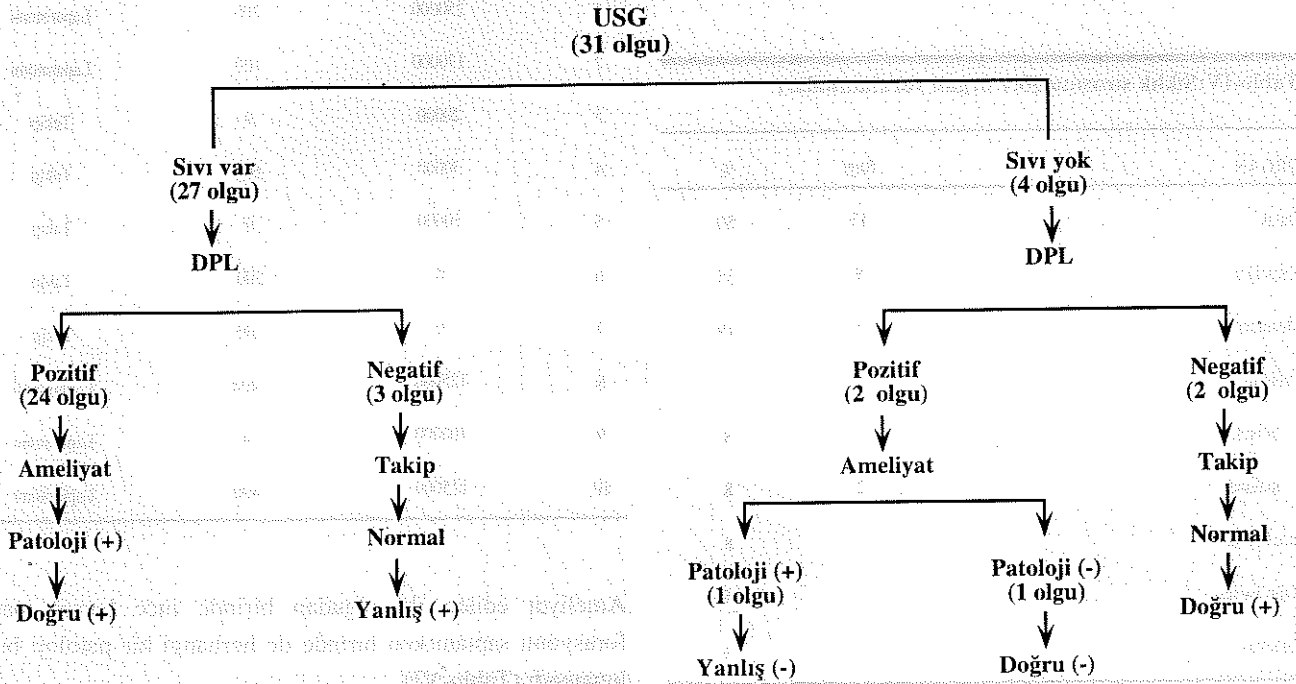 USG
(31 olgu)
Sıvı var
(27 olgu)
DPL
Pozitif
(24 olgu)
Ameliyat
Patoloji (+)
Doğru (+)
Negatif
(3 olgu)
Takip
Normal
Yanlış (+)
Sıvı yok
(4 olgu)
DPL
Pozitif
(2 olgu)
Ameliyat
Patoloji (+)
(1 olgu)
Yanlış (-)
Patoloji (-)
(1 olgu)
Doğru (-)
Negatif
(2 olgu)
Takip
Normal
Doğru (+)